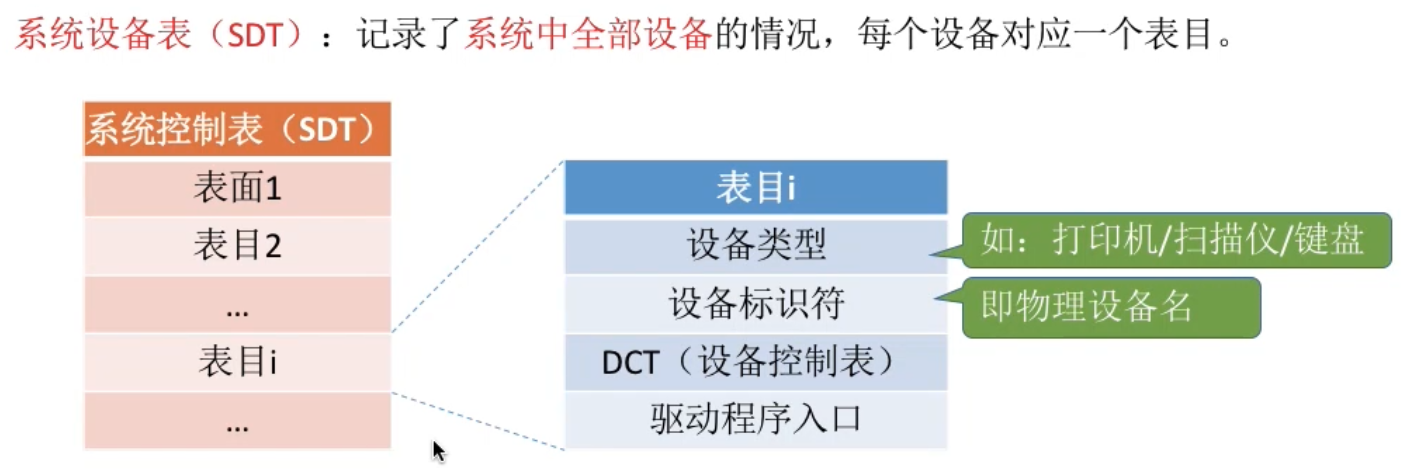 系统设备表（SDT）：记录了系统中全部设备的情况，每个设备对应一个表目。
系统控制表（SDT）
表面1
表目2
...
表目i
...
表目i
设备类型
设备标识符
DCT（设备控制表）
驱动程序入口
如：打印机/扫描仪/键盘
即物理设备名